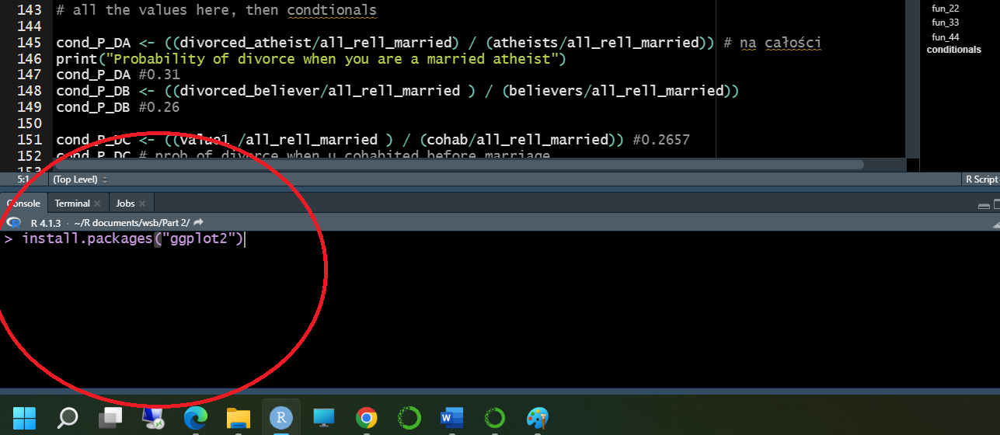 143 # all the values here, then condtionals
144
145 cond_P_DA <- ((divorced_atheist/all_rell_married) / (atheists/all_rell_married)) # na całości
146 print("Probability of divorce when you are a married atheist")
147 cond_P_DA #0.31
148 cond_P_DB <- ((divorced_believer/all_rell_married ) / (believers/all_rell_married))
149 cond_P_DB #0.26
150
151 cond_P_DC <- ((value1 /all_rell_married ) / (cohab/all_rell_married)) #0.2657
152 cond_P_DC # prob of divorce when u cohabited before marriage
153
fun_22
fun_33
fun_44
conditionals
5:1 (Top Level) R Script
Console Terminal Jobs
R 4.1.3 · ~/R documents/wsb/Part 2/
> install.packages("ggplot2")
R
W